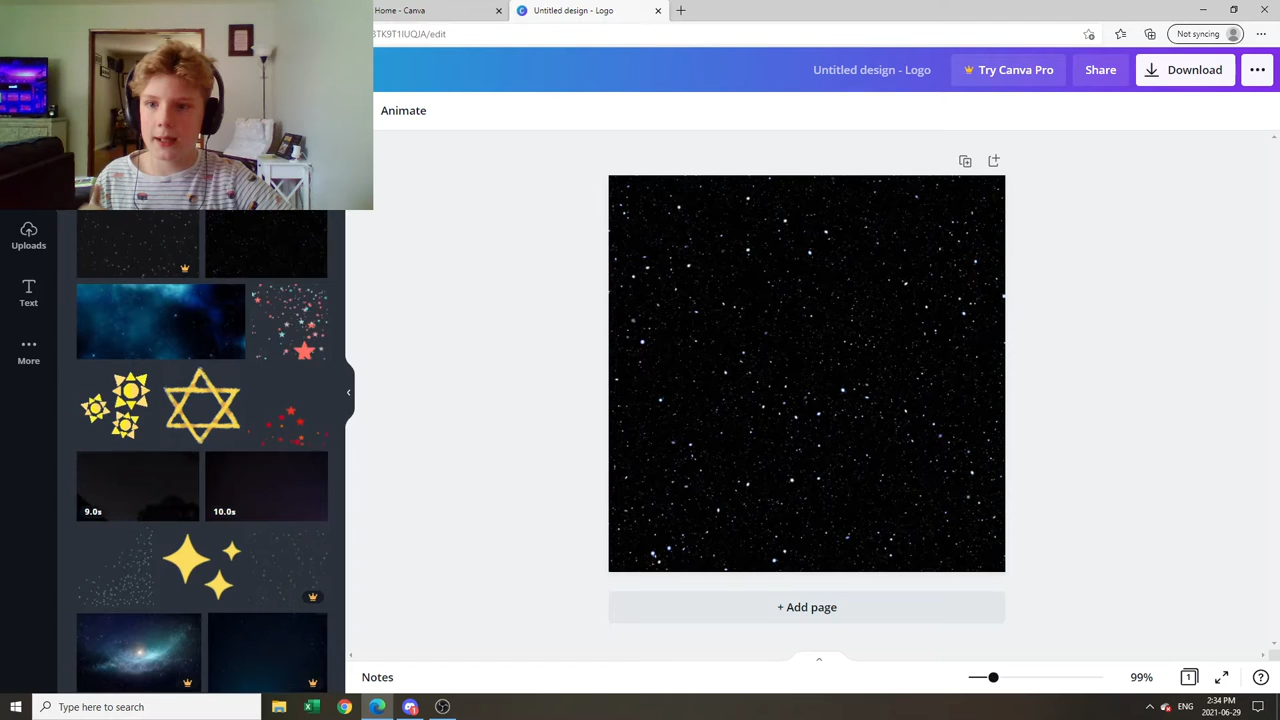 Home - Canva
Untitled design - Logo
3TK9T1IUQJA/edit
Not syncing
Untitled design - Logo
Try Canva Pro
Share
Download
Animate
Uploads
Text
More
9.0s
10.0s
+ Add page
Notes
99%
1
Type here to search
ENG
2:34 PM
2021-06-29